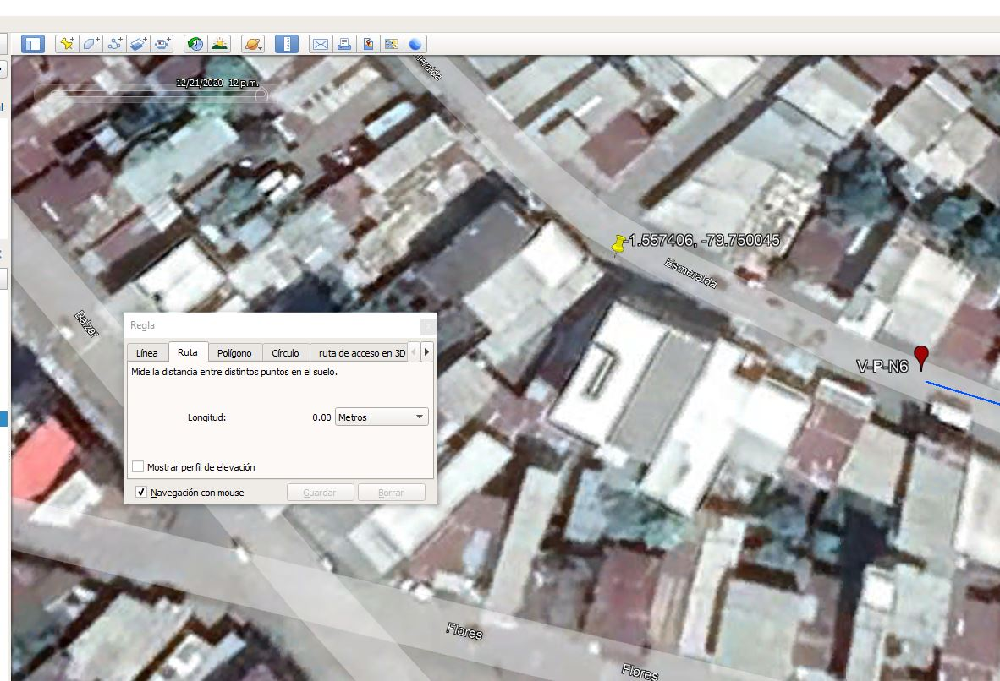 12/21/2020 12 p.m.
-1.557406, -79.750045
Esmeralda
Balzar
Regla
Línea
Ruta
Polígono
Círculo
ruta de acceso en 3D
Mide la distancia entre distintos puntos en el suelo.
V-P-N6
Longitud:
0.00
Metros
Mostrar perfil de elevación
Navegación con mouse
Guardar
Borrar
Flores
Flores